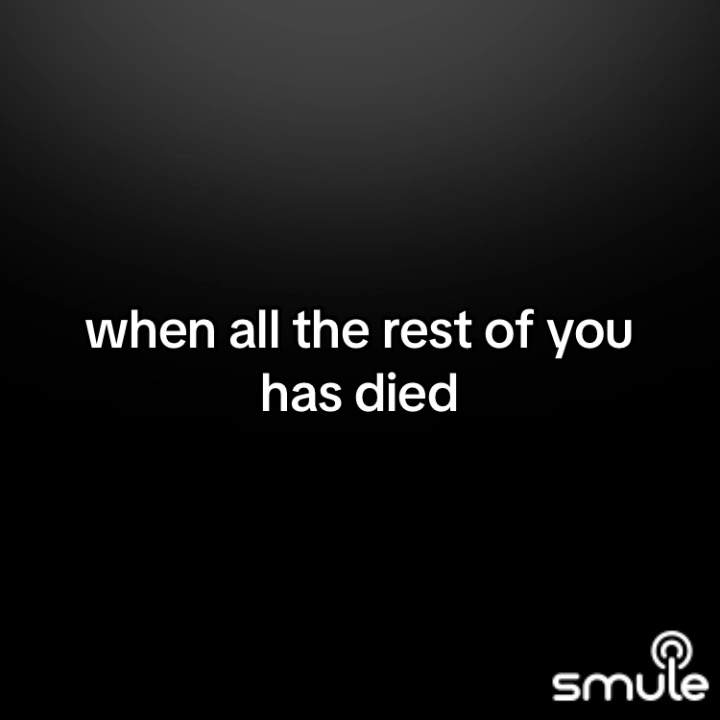 when all the rest of you
has died
smule